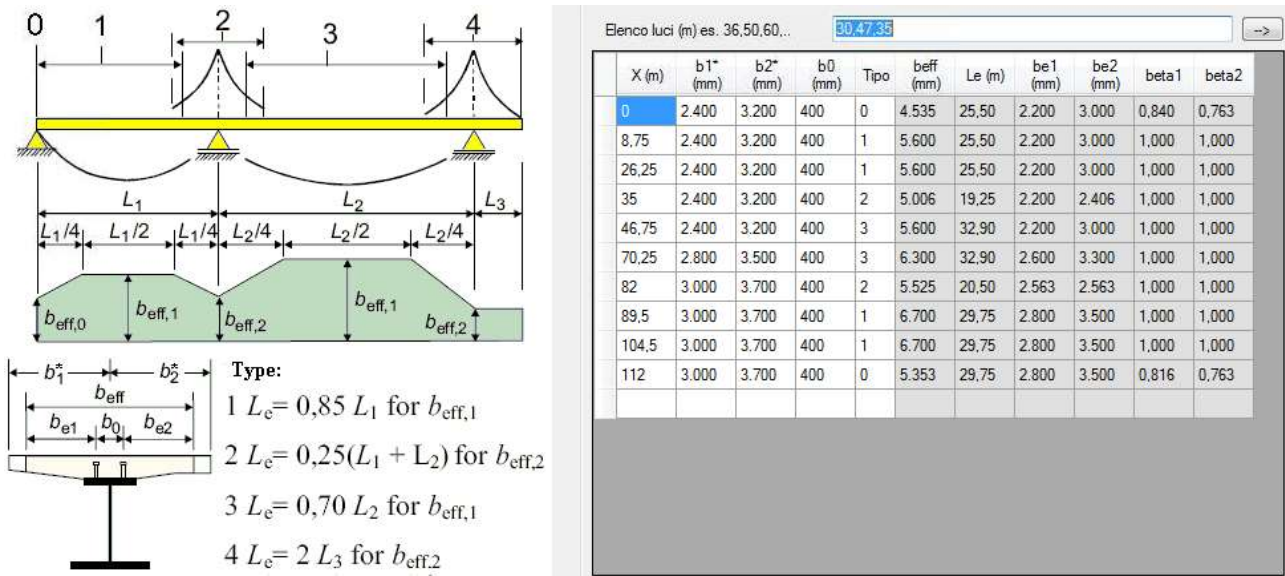 0 1 2 3 4
L1 L2 L3
L1/4 L1/2 L1/4 L2/4 L2/2 L2/4
beff,0 beff,1 beff,2 beff,1 beff,2
b1* b2*
beff
be1 b0 be2
Type:
1 Le= 0,85 L1 for beff,1
2 Le= 0,25(L1 + L2) for beff,2
3 Le= 0,70 L2 for beff,1
4 Le= 2 L3 for beff,2
Elenco luci (m) es. 36,50,60,.. 30,47,35 -->
X (m) b1* (mm) b2* (mm) b0 (mm) Tipo beff (mm) Le (m) be1 (mm) be2 (mm) beta1 beta2
0 2.400 3.200 400 0 4.535 25,50 2.200 3.000 0,840 0,763
8,75 2.400 3.200 400 1 5.600 25,50 2.200 3.000 1,000 1,000
26,25 2.400 3.200 400 1 5.600 25,50 2.200 3.000 1,000 1,000
35 2.400 3.200 400 2 5.006 19,25 2.200 2.406 1,000 1,000
46,75 2.400 3.200 400 3 5.600 32,90 2.200 3.000 1,000 1,000
70,25 2.800 3.500 400 3 6.300 32,90 2.600 3.300 1,000 1,000
82 3.000 3.700 400 2 5.525 20,50 2.563 2.563 1,000 1,000
89,5 3.000 3.700 400 1 6.700 29,75 2.800 3.500 1,000 1,000
104,5 3.000 3.700 400 1 6.700 29,75 2.800 3.500 1,000 1,000
112 3.000 3.700 400 0 5.353 29,75 2.800 3.500 0,816 0,763